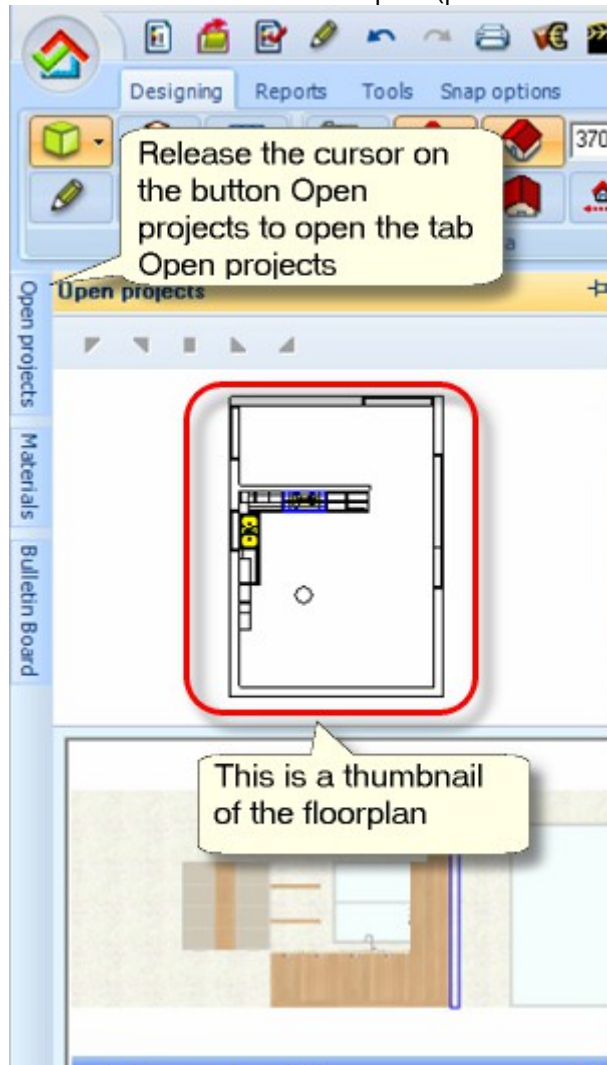 Designing Reports Tools Snap options
Release the cursor on
the button Open
projects to open the tab
Open projects
370
a
Open projects
Open projects
Materials
Bulletin Board
This is a thumbnail
of the floorplan